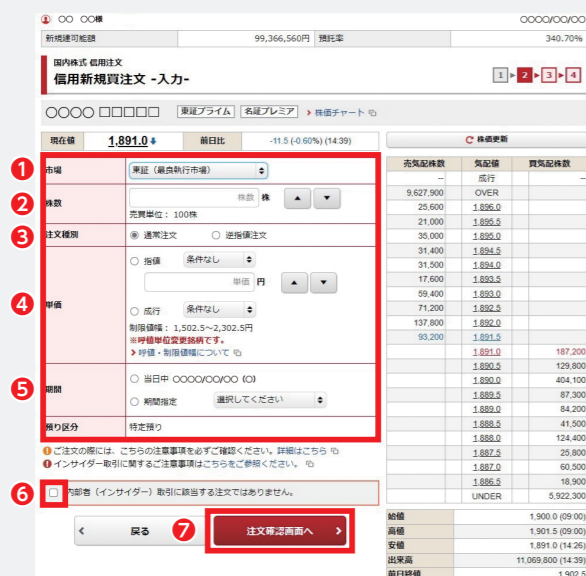 ○○ ○○様 ○○○○/○○/○○
新規建可能額 99,366,560円 預託率 340.70%
国内株式 信用注文
信用新規買注文 -入力-
1 2 3 4
○○○○ □□□□□ 東証プライム 名証プレミア 株価チャート
現在値 1,891.0 前日比 -11.5 (-0.60%) (14:39)
1 市場 東証(最良執行市場)
2 株数 株数 株 ▲ ▼
売買単位: 100株
3 注文種別 通常注文 逆指値注文
4 単価 指値 条件なし
単価 円 ▲ ▼
成行 条件なし
制限値幅: 1,502.5～2,302.5円
※呼値単位変更銘柄です。
呼値・制限値幅について
5 期間 当日中 ○○○○/○○/○○ (○)
期間指定 選択してください
預り区分 特定預り
ご注文の際には、こちらの注意事項を必ずご確認ください。詳細はこちら
インサイダー取引に関するご注意事項はこちらをご参照ください。
6 内部者(インサイダー)取引に該当する注文ではありません。
戻る 7 注文確認画面へ
株価更新
売気配株数 気配値 買気配株数
-- 成行 --
9,627,900 OVER
25,600 1,896.0
21,000 1,895.5
35,000 1,895.0
31,400 1,894.5
31,500 1,894.0
17,600 1,893.5
59,400 1,893.0
71,200 1,892.5
137,800 1,892.0
93,200 1,891.5
1,891.0 187,200
1,890.5 129,800
1,890.0 404,100
1,889.5 87,300
1,889.0 84,200
1,888.5 41,500
1,888.0 124,400
1,887.5 25,800
1,887.0 60,500
1,886.5 18,900
UNDER 5,922,300
始値 1,900.0 (09:00)
高値 1,901.5 (09:00)
安値 1,891.0 (14:26)
出来高 11,069,800 (14:39)
前日終値 1,902.5